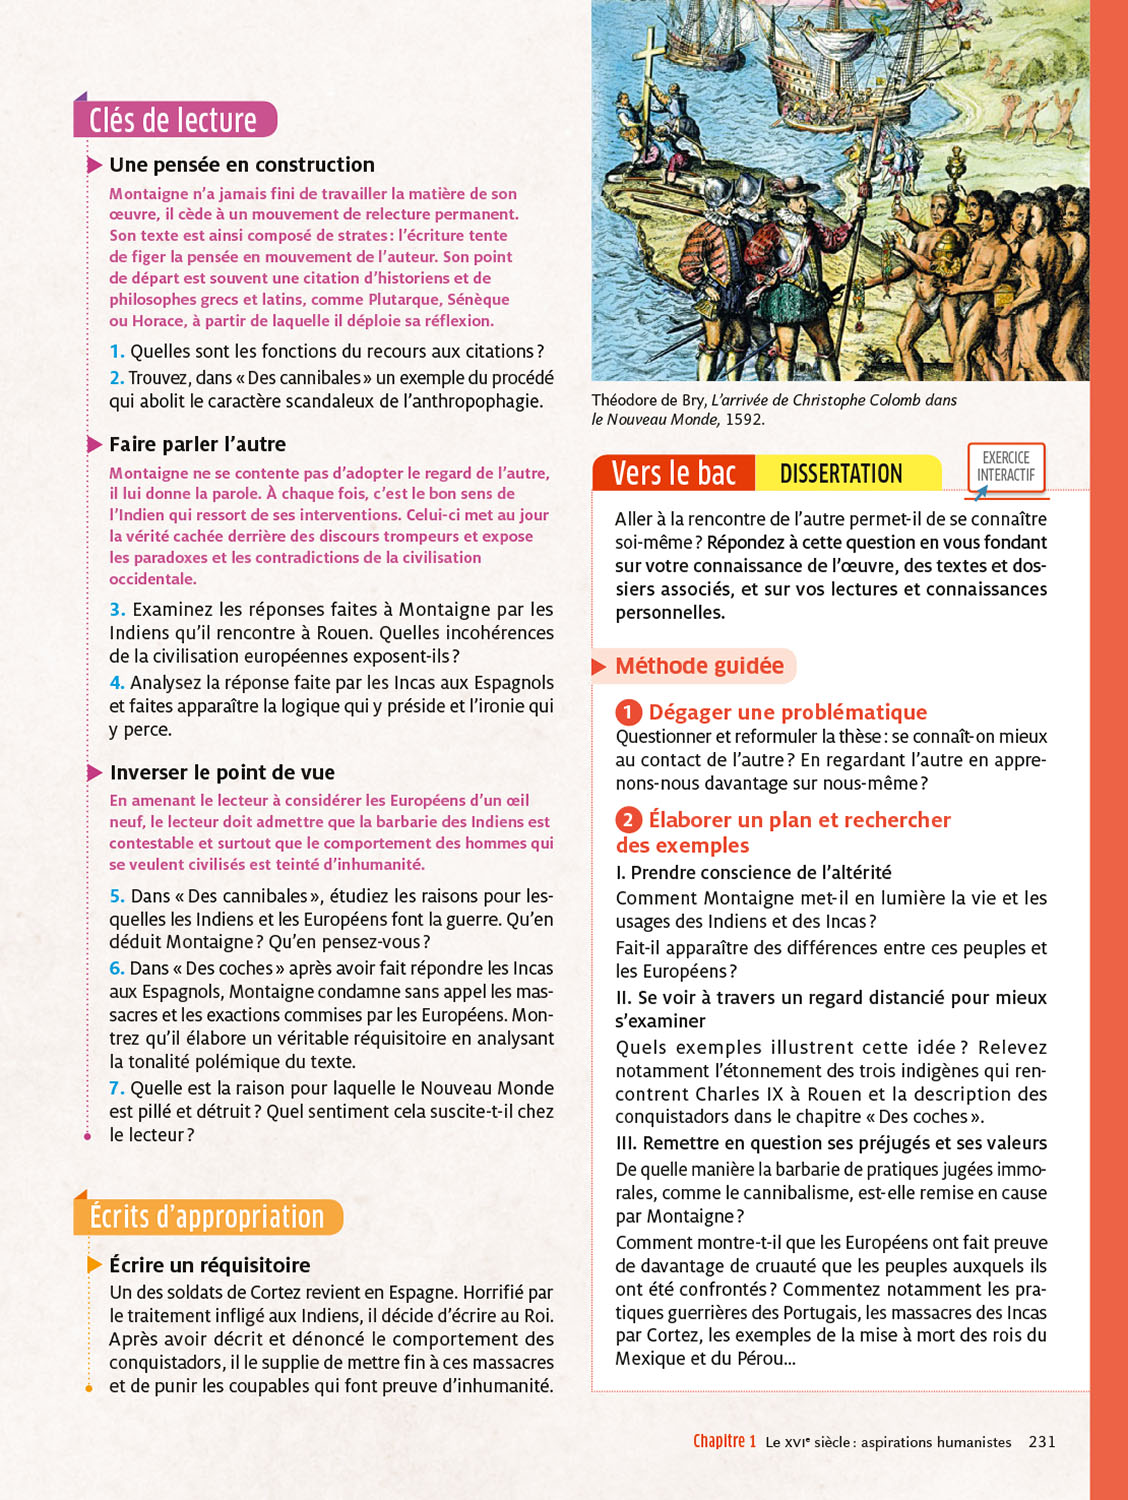 Clés de lecture
Une pensée en construction
Montaigne n'a jamais fini de travailler la matière de son
œuvre, il cède à un mouvement de relecture permanent.
Son texte est ainsi composé de strates : l'écriture tente
de figer la pensée en mouvement de l'auteur. Son point
de départ est souvent une citation d'historiens et de
philosophes grecs et latins, comme Plutarque, Sénèque
ou Horace, à partir de laquelle il déploie sa réflexion.
1. Quelles sont les fonctions du recours aux citations ?
2. Trouvez, dans « Des cannibales » un exemple du procédé
qui abolit le caractère scandaleux de l'anthropophagie.
Faire parler l'autre
Montaigne ne se contente pas d'adopter le regard de l'autre,
il lui donne la parole. À chaque fois, c'est le bon sens de
l'Indien qui ressort de ses interventions. Celui-ci met au jour
la vérité cachée derrière des discours trompeurs et expose
les paradoxes et les contradictions de la civilisation
occidentale.
3. Examinez les réponses faites à Montaigne par les
Indiens qu'il rencontre à Rouen. Quelles incohérences
de la civilisation européennes exposent-ils ?
4. Analysez la réponse faite par les Incas aux Espagnols
et faites apparaître la logique qui y préside et l'ironie qui
y perce.
Inverser le point de vue
En amenant le lecteur à considérer les Européens d'un œil
neuf, le lecteur doit admettre que la barbarie des Indiens est
contestable et surtout que le comportement des hommes qui
se veulent civilisés est teinté d'inhumanité.
5. Dans « Des cannibales », étudiez les raisons pour les-
quelles les Indiens et les Européens font la guerre. Qu'en
déduit Montaigne ? Qu'en pensez-vous ?
6. Dans « Des coches » après avoir fait répondre les Incas
aux Espagnols, Montaigne condamne sans appel les mas-
sacres et les exactions commises par les Européens. Mon-
trez qu'il élabore un véritable réquisitoire en analysant
la tonalité polémique du texte.
7. Quelle est la raison pour laquelle le Nouveau Monde
est pillé et détruit ? Quel sentiment cela suscite-t-il chez
le lecteur ?
Écrits d'appropriation
Écrire un réquisitoire
Un des soldats de Cortez revient en Espagne. Horrifié par
le traitement infligé aux Indiens, il décide d'écrire au Roi.
Après avoir décrit et dénoncé le comportement des
conquistadors, il le supplie de mettre fin à ces massacres
et de punir les coupables qui font preuve d'inhumanité.
Théodore de Bry, L'arrivée de Christophe Colomb dans
le Nouveau Monde, 1592.
Vers le bac DISSERTATION
EXERCICE
INTERACTIF
Aller à la rencontre de l'autre permet-il de se connaître
soi-même ? Répondez à cette question en vous fondant
sur votre connaissance de l'œuvre, des textes et dos-
siers associés, et sur vos lectures et connaissances
personnelles.
Méthode guidée
1 Dégager une problématique
Questionner et reformuler la thèse : se connaît-on mieux
au contact de l'autre ? En regardant l'autre en appre-
nons-nous davantage sur nous-même ?
2 Élaborer un plan et rechercher
des exemples
I. Prendre conscience de l'altérité
Comment Montaigne met-il en lumière la vie et les
usages des Indiens et des Incas ?
Fait-il apparaître des différences entre ces peuples et
les Européens ?
II. Se voir à travers un regard distancié pour mieux
s'examiner
Quels exemples illustrent cette idée ? Relevez
notamment l'étonnement des trois indigènes qui ren-
contrent Charles IX à Rouen et la description des
conquistadors dans le chapitre « Des coches ».
III. Remettre en question ses préjugés et ses valeurs
De quelle manière la barbarie de pratiques jugées immo-
rales, comme le cannibalisme, est-elle remise en cause
par Montaigne ?
Comment montre-t-il que les Européens ont fait preuve
de davantage de cruauté que les peuples auxquels ils
ont été confrontés ? Commentez notamment les pra-
tiques guerrières des Portugais, les massacres des Incas
par Cortez, les exemples de la mise à mort des rois du
Mexique et du Pérou...
Chapitre 1 Le XVIe siècle : aspirations humanistes 231